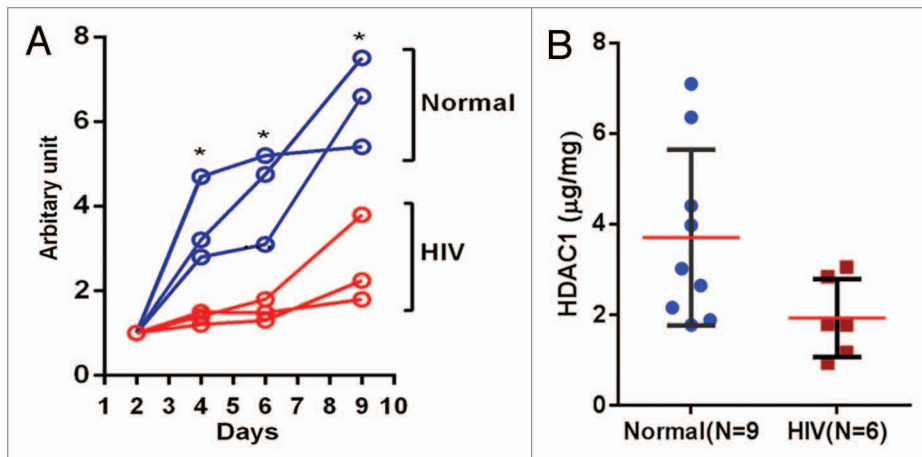 A
8
6
4
2
0
Arbitary unit
1 2 3 4 5 6 7 8 9 10
Days
*
*
*
Normal
HIV
B
8
6
4
2
0
HDAC1 (µg/mg)
Normal(N=9 HIV(N=6)